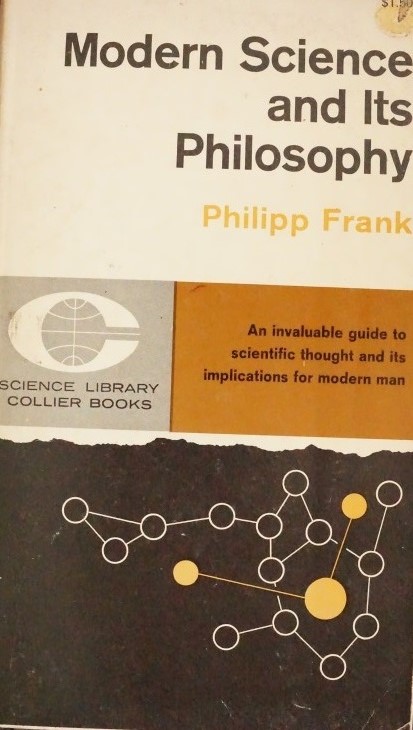 Modern Science
and Its
Philosophy
Philipp Frank
An invaluable guide to
scientific thought and its
implications for modern man
SCIENCE LIBRARY
COLLIER BOOKS